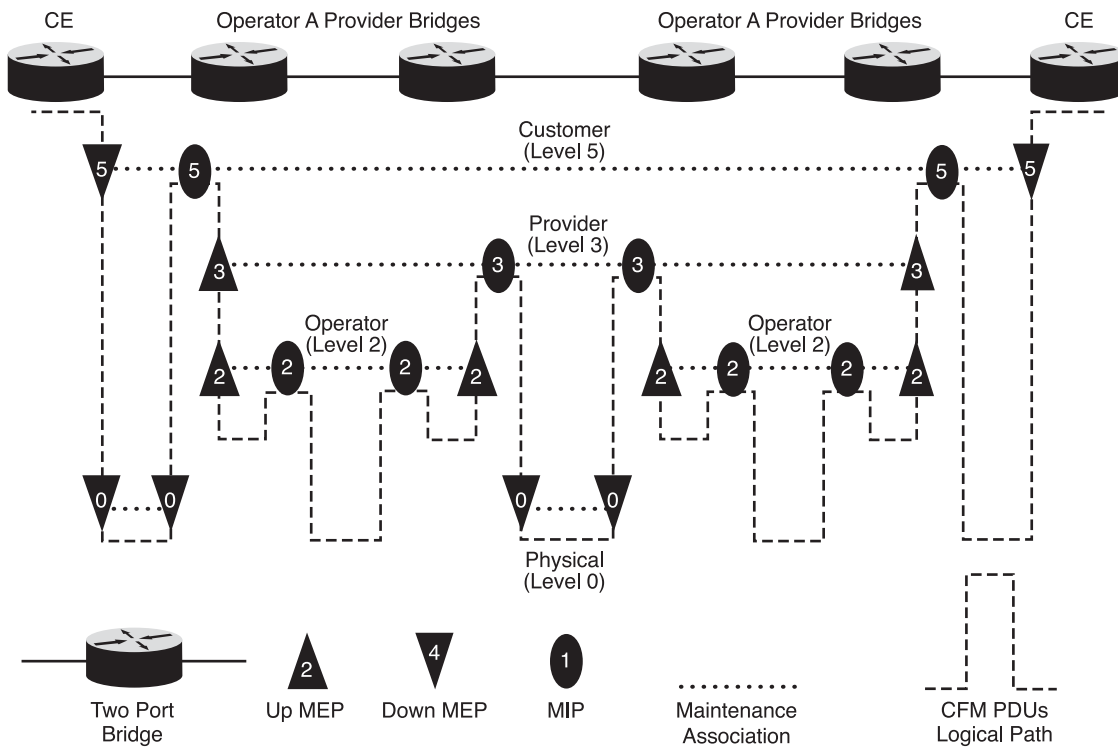 CE
Operator A Provider Bridges
Operator A Provider Bridges
CE
Customer
(Level 5)
5
5
5
5
Provider
(Level 3)
3
3
3
3
Operator
(Level 2)
Operator
(Level 2)
2
2
2
2
2
2
2
2
0
0
0
0
Physical
(Level 0)
2
4
1
Two Port
Bridge
Up MEP
Down MEP
MIP
Maintenance
Association
CFM PDUs
Logical Path